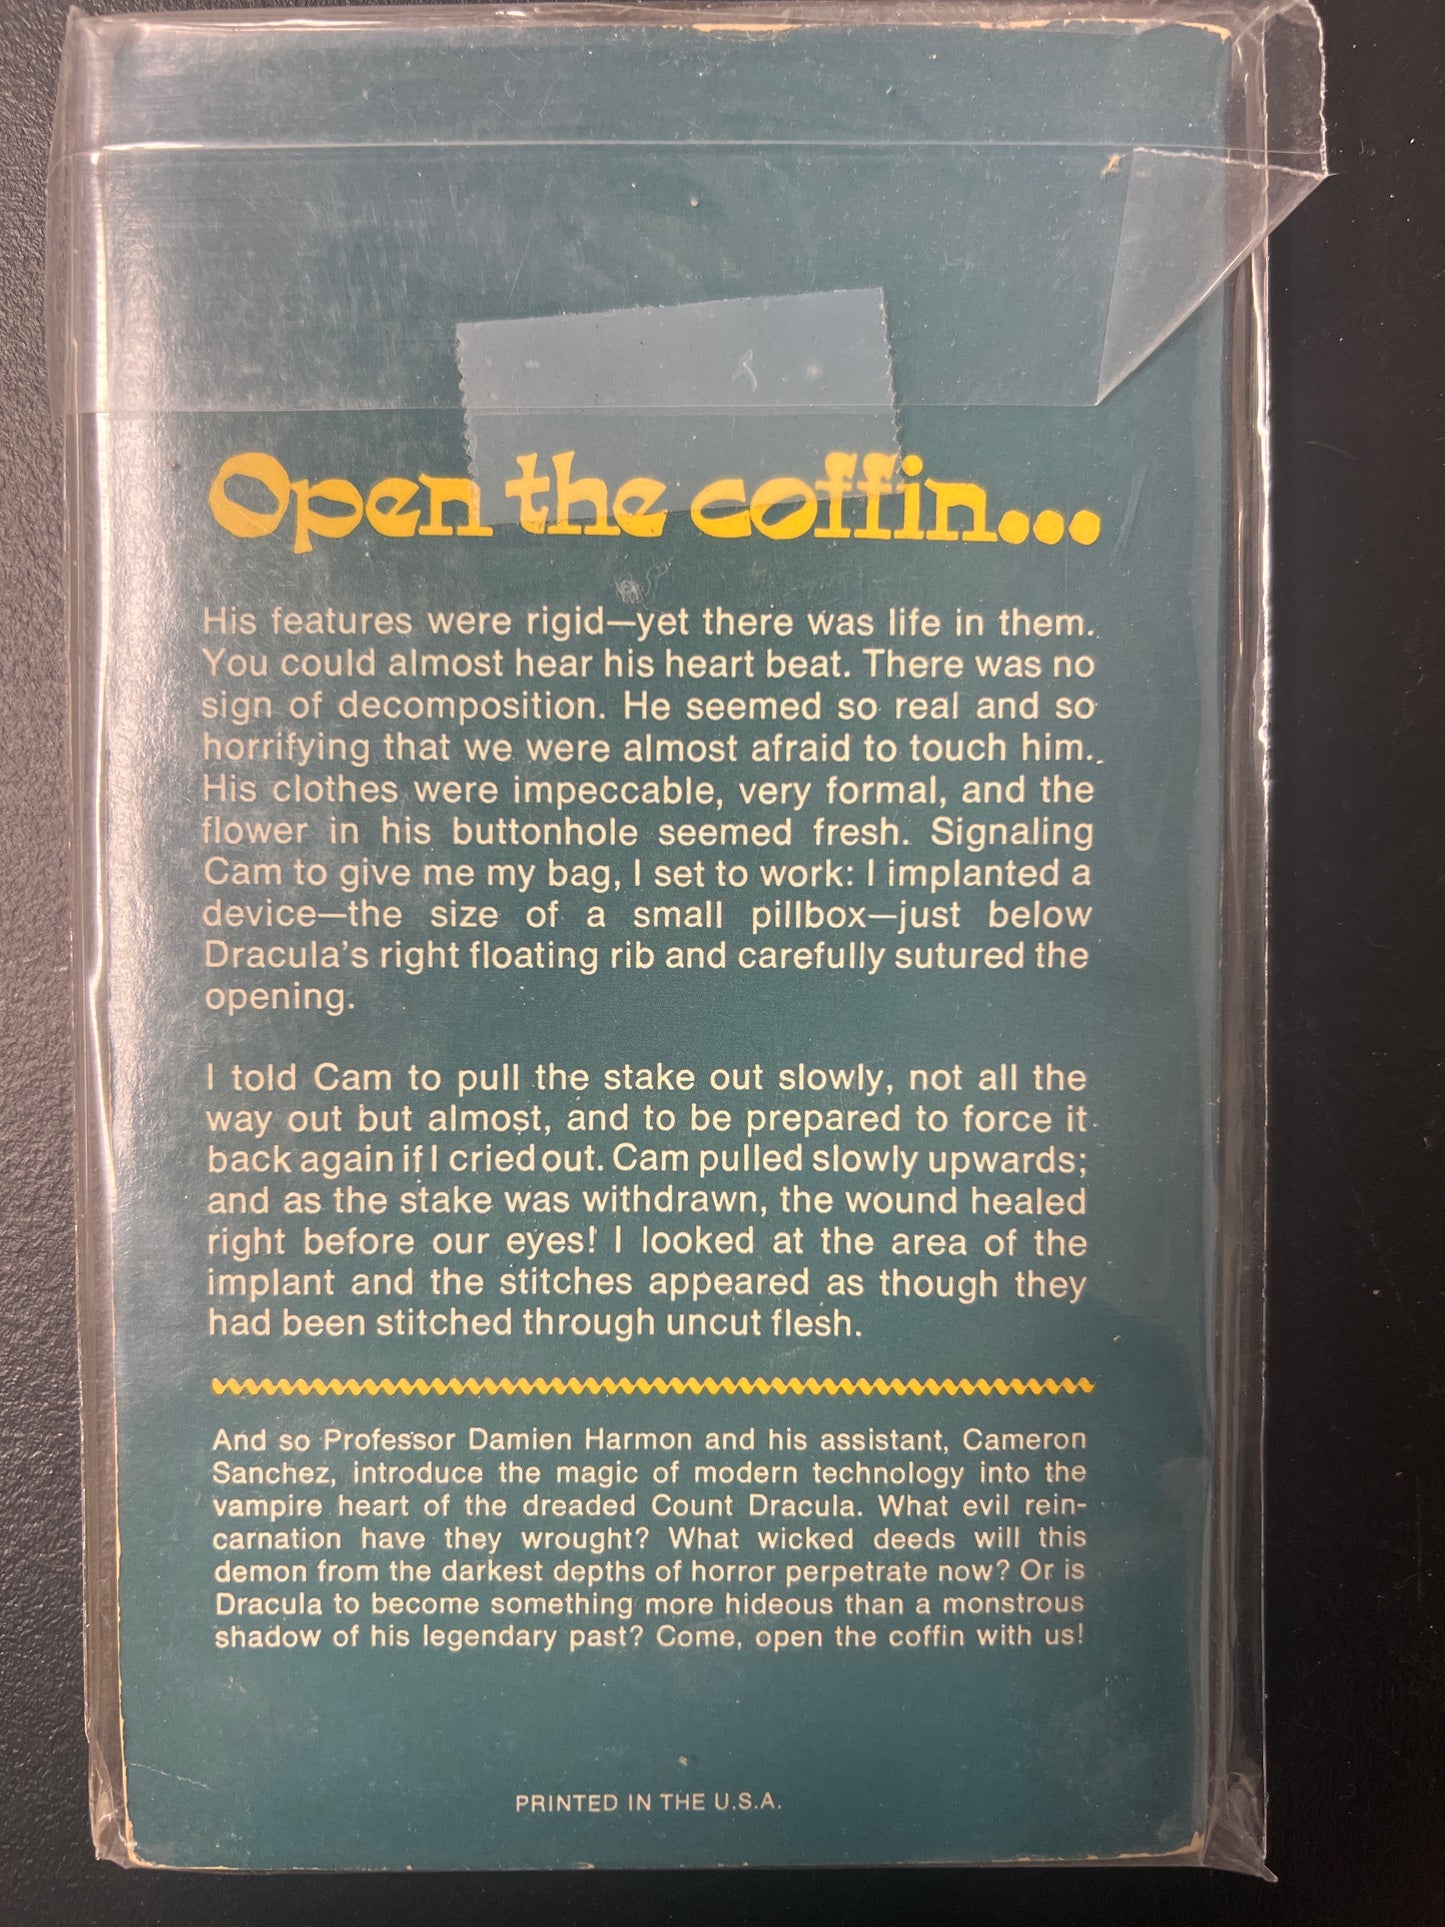 Open the coffin...
His features were rigid—yet there was life in them.
You could almost hear his heart beat. There was no
sign of decomposition. He seemed so real and so
horrifying that we were almost afraid to touch him.
His clothes were impeccable, very formal, and the
flower in his buttonhole seemed fresh. Signaling
Cam to give me my bag, I set to work: I implanted a
device—the size of a small pillbox—just below
Dracula's right floating rib and carefully sutured the
opening.
I told Cam to pull the stake out slowly, not all the
way out but almost, and to be prepared to force it
back again if I cried out. Cam pulled slowly upwards;
and as the stake was withdrawn, the wound healed
right before our eyes! I looked at the area of the
implant and the stitches appeared as though they
had been stitched through uncut flesh.
And so Professor Damien Harmon and his assistant, Cameron
Sanchez, introduce the magic of modern technology into the
vampire heart of the dreaded Count Dracula. What evil rein-
carnation have they wrought? What wicked deeds will this
demon from the darkest depths of horror perpetrate now? Or is
Dracula to become something more hideous than a monstrous
shadow of his legendary past? Come, open the coffin with us!
PRINTED IN THE U.S.A.